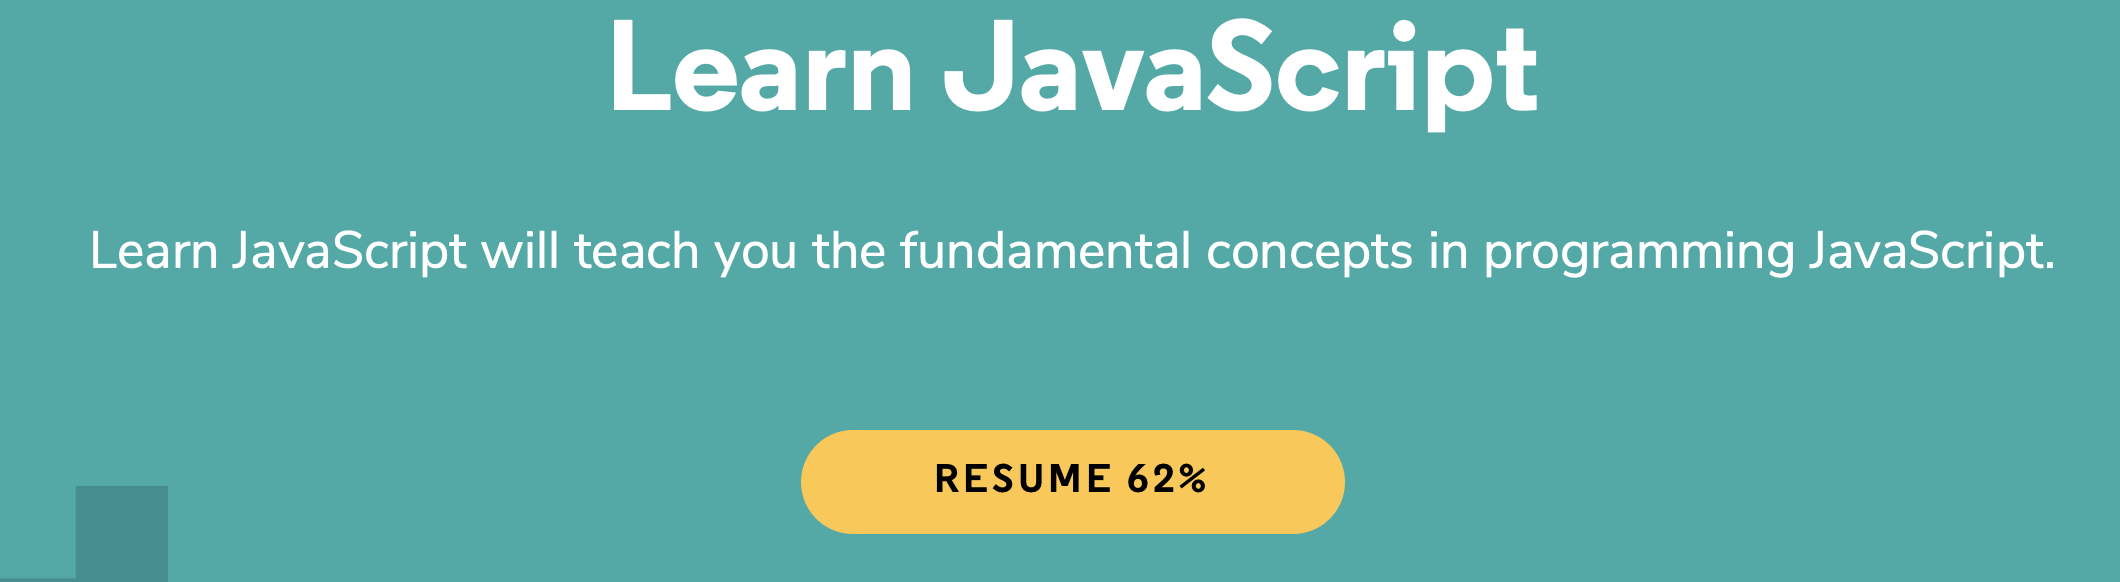 Learn JavaScript
Learn JavaScript will teach you the fundamental concepts in programming JavaScript.
RESUME 62%